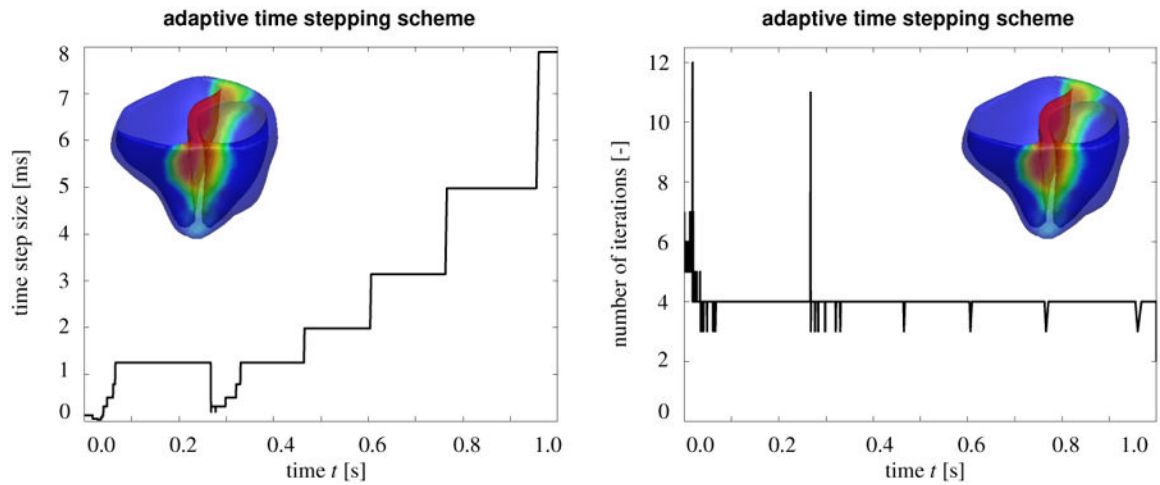 adaptive time stepping scheme
8
7
6
5
4
3
2
1
0
time step size [ms]
0.0 0.2 0.4 0.6 0.8 1.0
time t [s]
adaptive time stepping scheme
12
10
8
6
4
2
0
number of iterations [-]
0.0 0.2 0.4 0.6 0.8 1.0
time t [s]